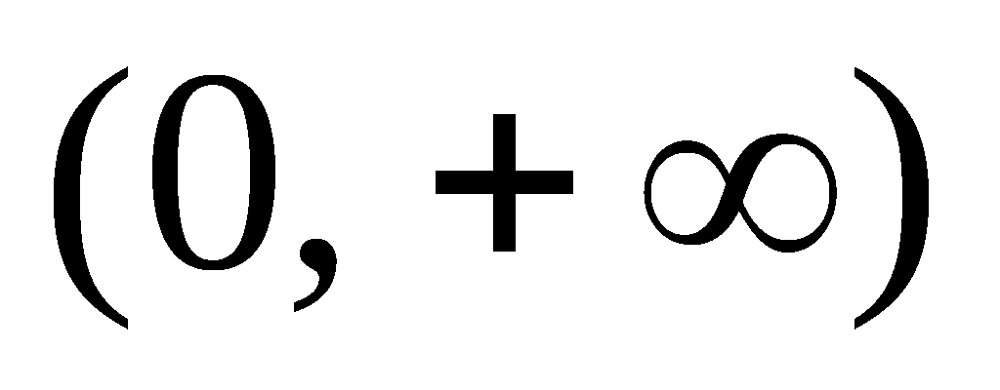 (0, +∞)